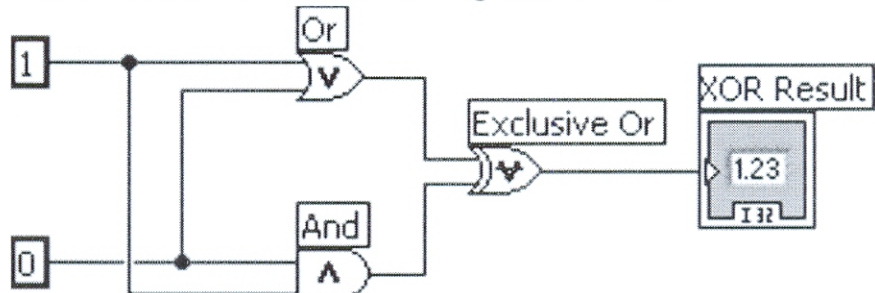 Or
1
XOR Result
Exclusive Or
1.23
I32
And
0